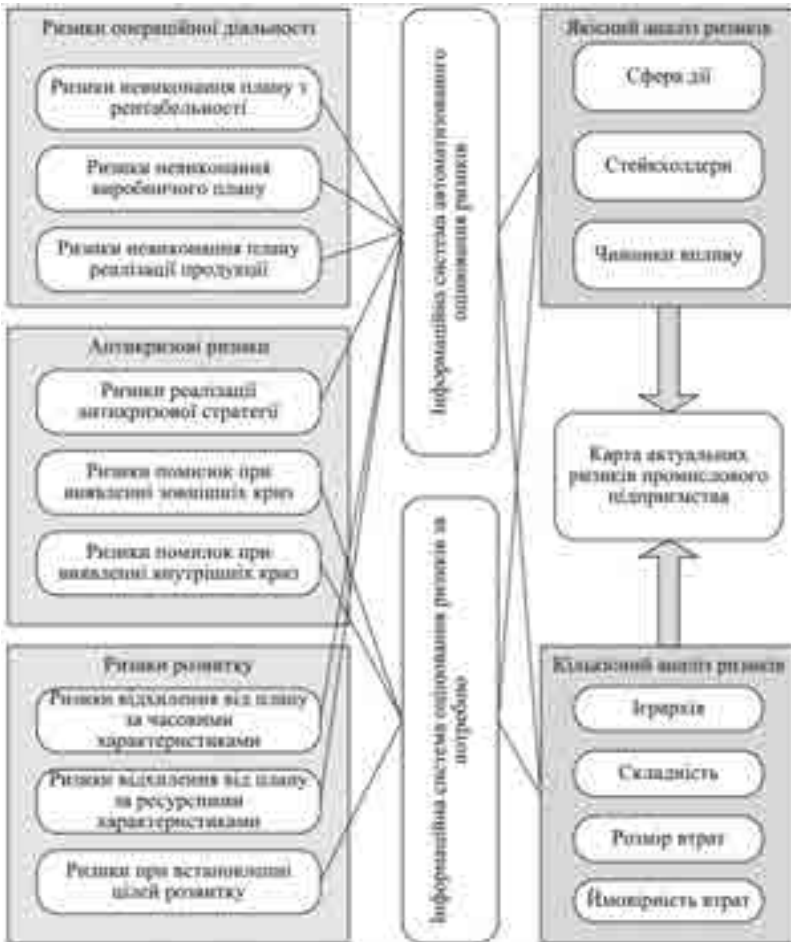 Ризики операційної діяльності
Ризики невиконання плану з
рентабельності
Ризики невиконання
виробничого плану
Ризики невиконання плану
реалізації продукції
Антикризові ризики
Ризики реалізації
антикризової стратегії
Ризики помилок при
виявленні зовнішніх криз
Ризики помилок при
виявленні внутрішніх криз
Ризики розвитку
Ризики відхилення від плану
за часовими
характеристиками
Ризики відхилення від плану
за ресурсними
характеристиками
Ризики при встановленні
цілей розвитку
Інформаційна система автоматизованого
оцінювання ризиків
Інформаційна система оцінювання ризиків за
потребою
Якісний аналіз ризиків
Сфера дії
Стейкхолдери
Чинники впливу
Карта актуальних
ризиків промислового
підприємства
Кількісний аналіз ризиків
Ієрархія
Складність
Розмір втрат
Ймовірність втрат